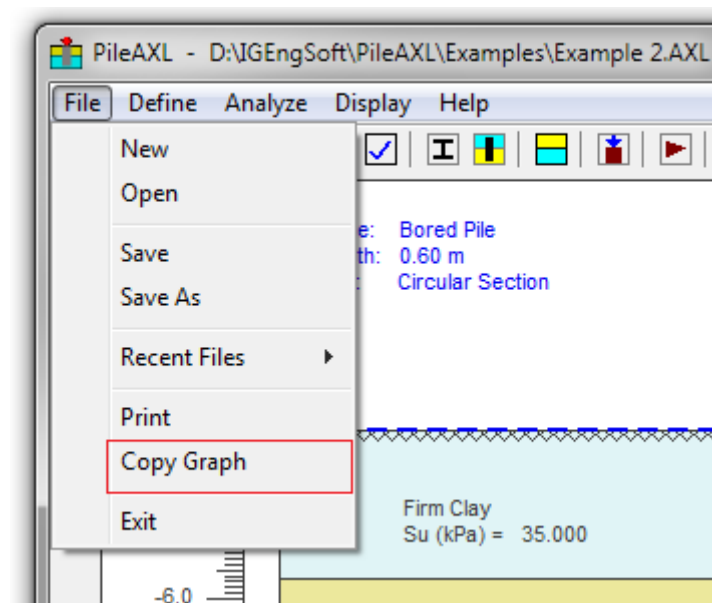 PileAXL - D:\IGEngSoft\PileAXL\Examples\Example 2.AXL
File Define Analyze Display Help
New
Open
Save
Save As
Recent Files
Print
Copy Graph
Exit
e: Bored Pile
th: 0.60 m
: Circular Section
Firm Clay
Su (kPa) = 35.000
-6.0